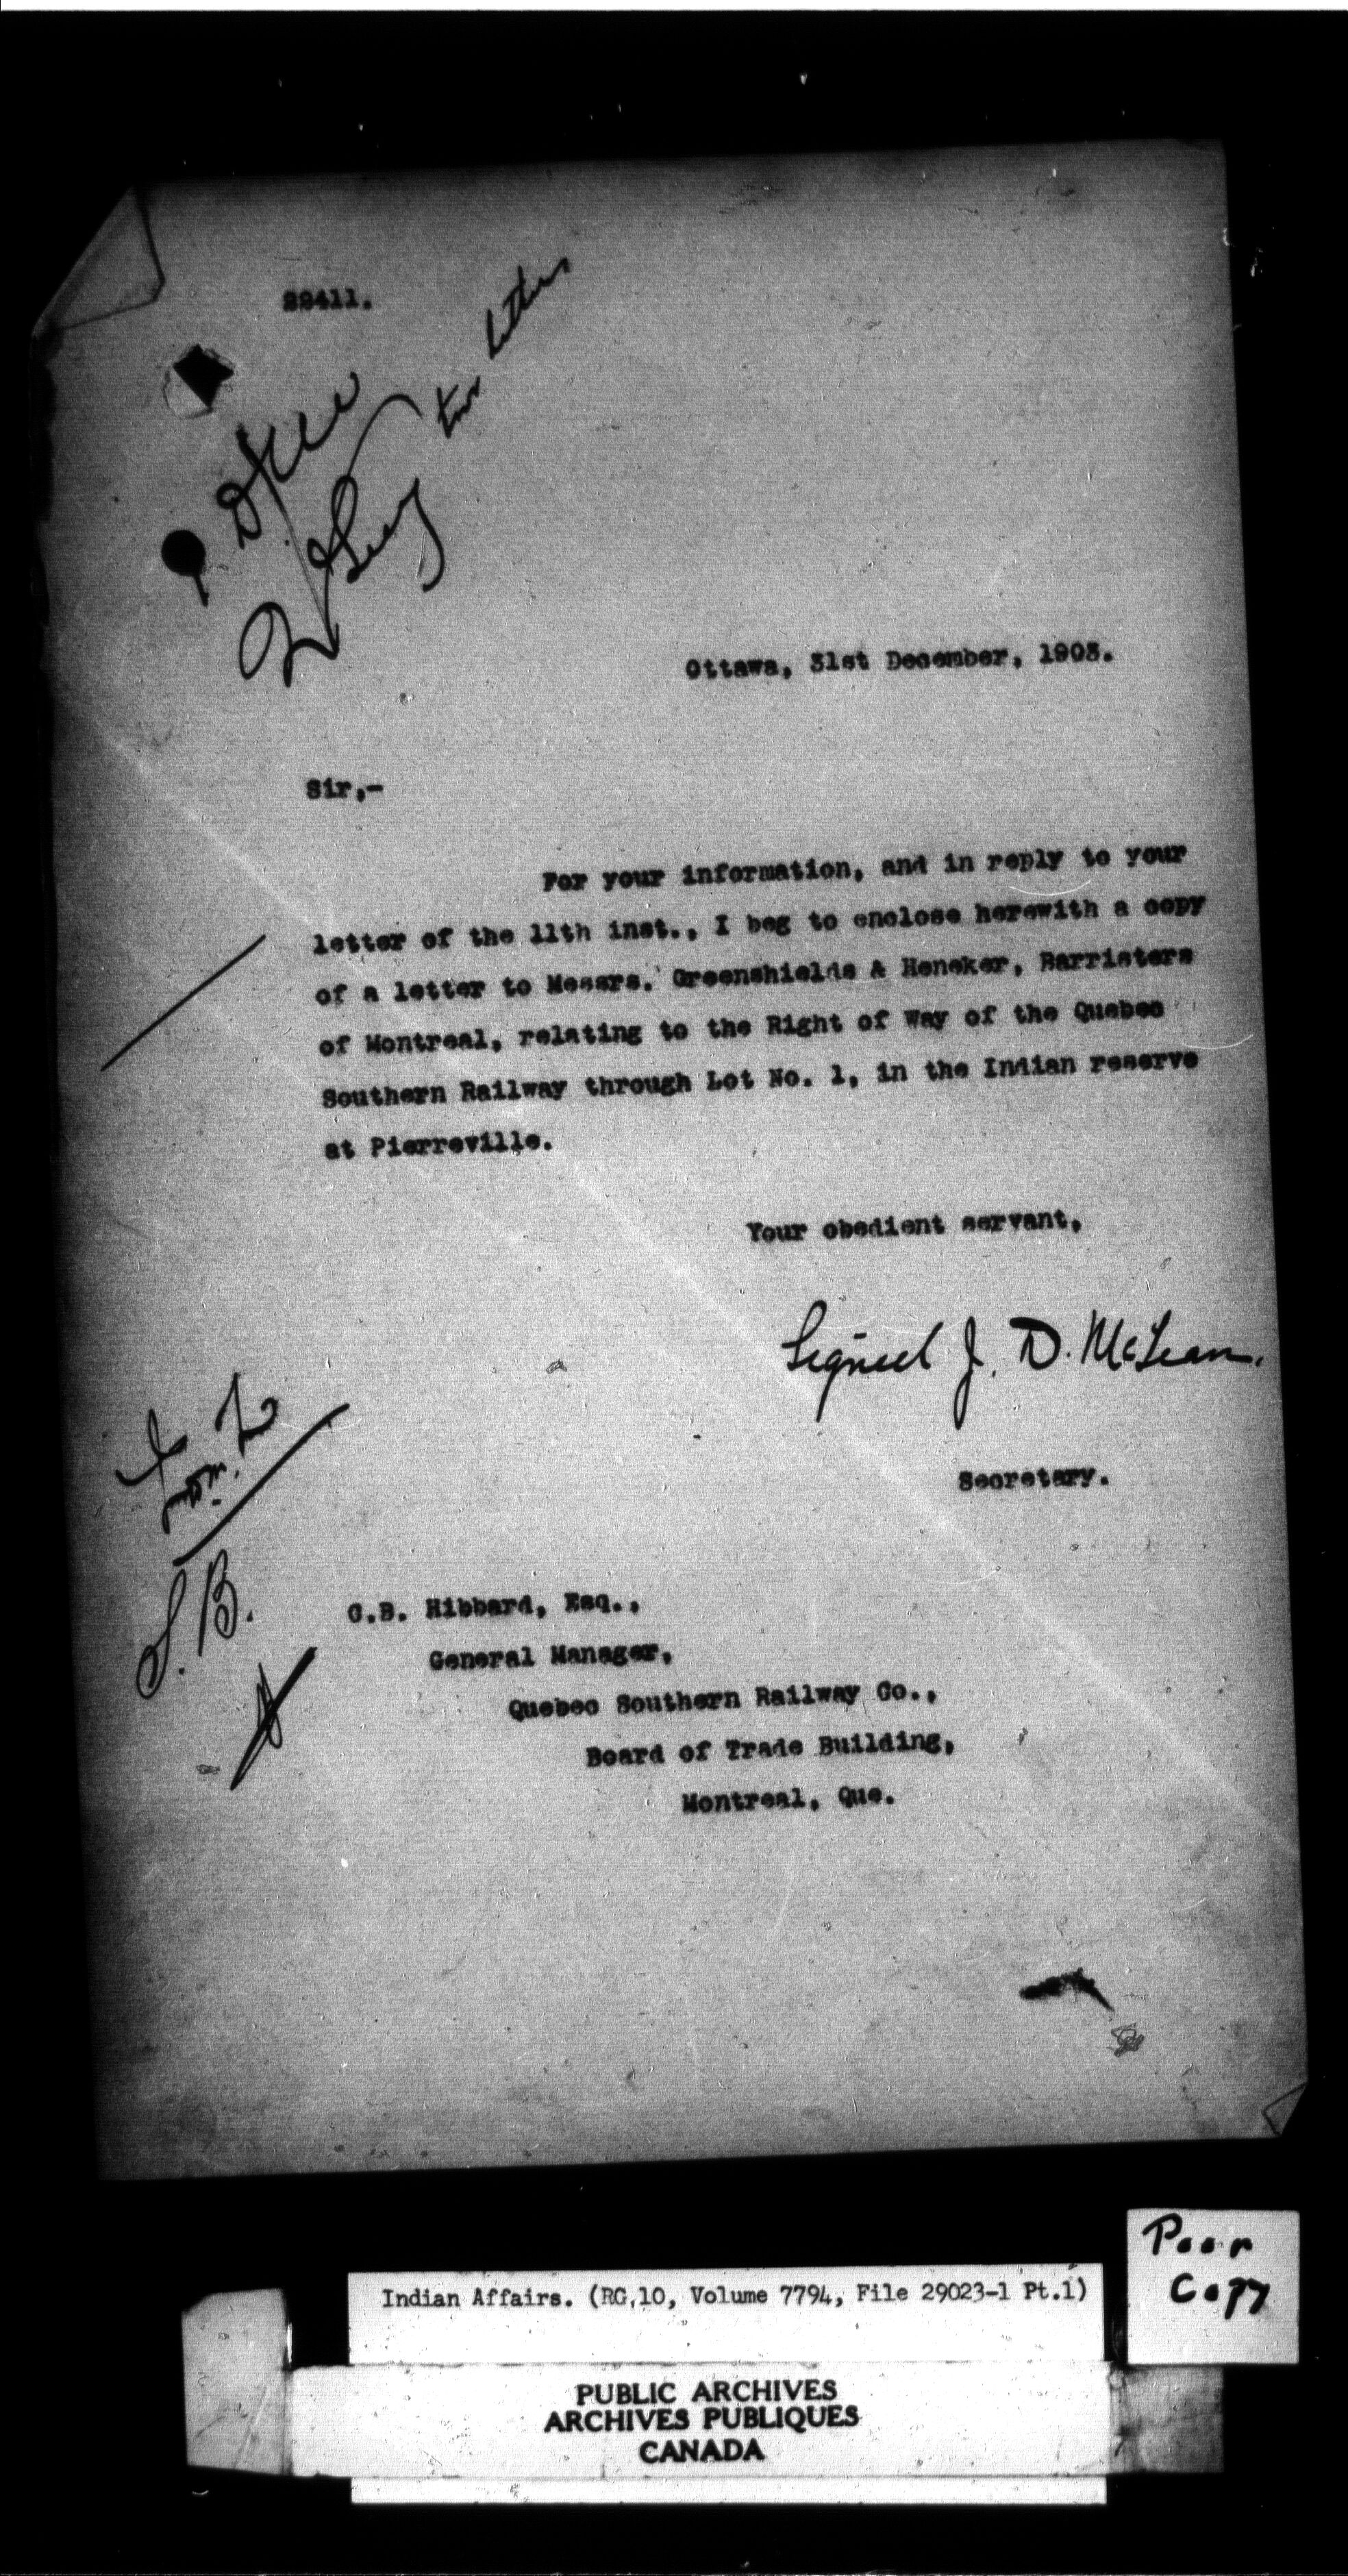 22411.
two letters
Ottawa, 31st December, 1903.
Sir,-
For your information, and in reply to your
letter of the 11th inst., I beg to enclose herewith a copy
of a letter to Messrs. Greenshields & Heneker, Barristers
of Montreal, relating to the Right of Way of the Quebec
Southern Railway through Lot No. 1, in the Indian reserve
at Pierreville.
Your obedient servant,
Signed J. D. McLean.
Secretary.
S.B.
G.B. Hibbard, Esq.,
General Manager,
Quebec Southern Railway Co.,
Board of Trade Building,
Montreal, Que.
Poor
Copy
Indian Affairs. (RG.10, Volume 7794, File 29023-1 Pt.1)
PUBLIC ARCHIVES
ARCHIVES PUBLIQUES
CANADA